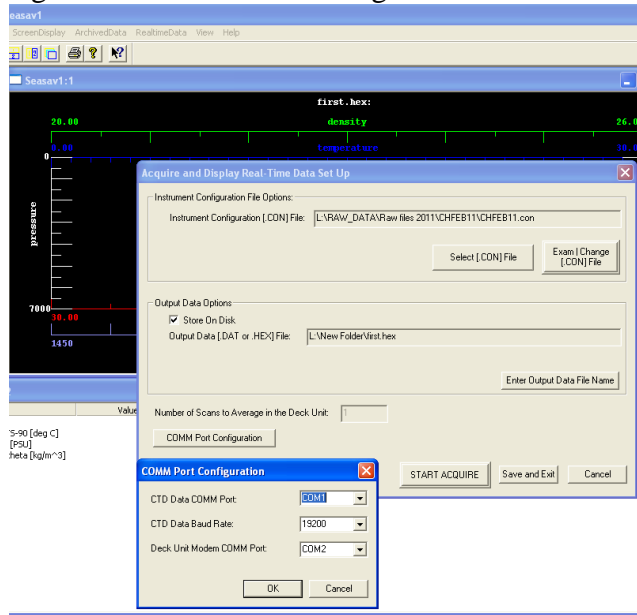 easav1
ScreenDisplay ArchivedData RealtimeData View Help
Seasav1:1
first.hex:
20.00 density 26.0
0.00 temperature 30.0
0
pressure
7000
30.00
1450
Acquire and Display Real-Time Data Set Up
Instrument Configuration File Options:
Instrument Configuration [.CON] File: L:\RAW_DATA\Raw files 2011\CHFEB11\CHFEB11.con
Select [.CON] File
Exam | Change
[.CON] File
Output Data Options
Store On Disk
Output Data [.DAT or .HEX] File: L:\New Folder\first.hex
Enter Output Data File Name
Number of Scans to Average in the Deck Unit: 1
COMM Port Configuration
START ACQUIRE Save and Exit Cancel
Value
'S-90 [deg C]
[PSU]
:heta [kg/m^3]
COMM Port Configuration
CTD Data COMM Port: COM1
CTD Data Baud Rate: 19200
Deck Unit Modem COMM Port: COM2
OK Cancel